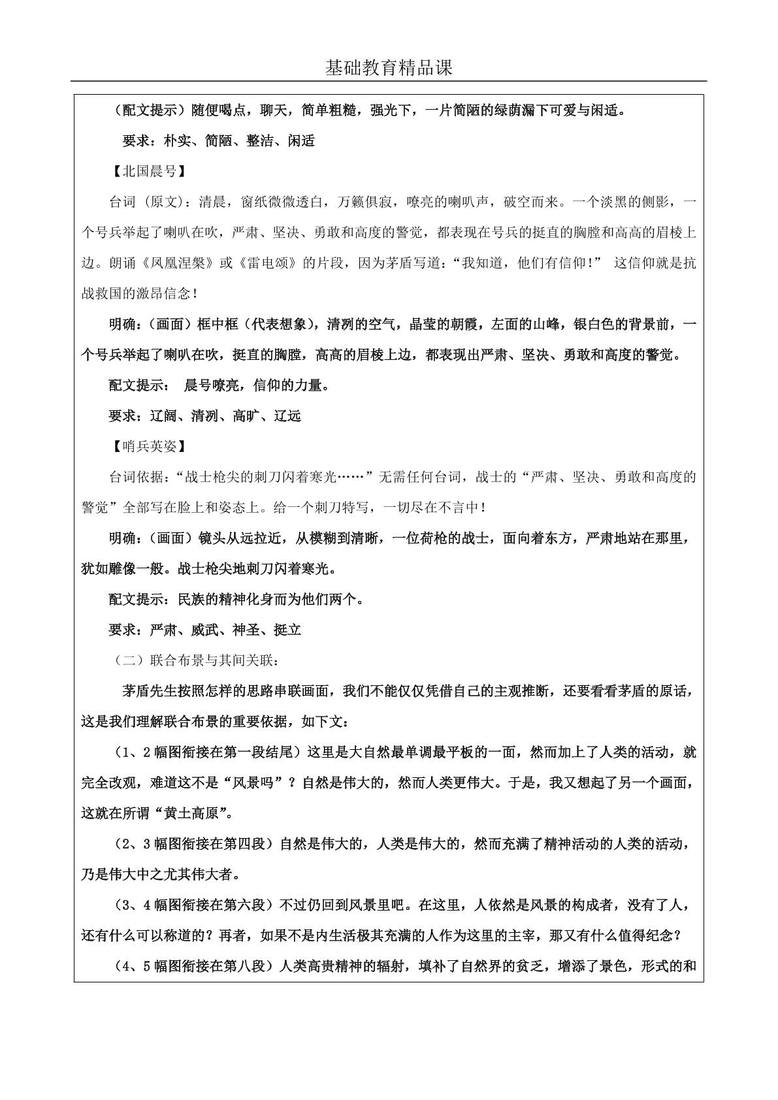 基础教育精品课
（配文提示）随便喝点，聊天，简单粗糙，强光下，一片简陋的绿荫漏下可爱与闲适。
要求：朴实、简陋、整洁、闲适
【北国晨号】
台词（原文）：清晨，窗纸微微透白，万籁俱寂，嘹亮的喇叭声，破空而来。一个淡黑的侧影，一
个号兵举起了喇叭在吹，严肃、坚决、勇敢和高度的警觉，都表现在号兵的挺直的胸膛和高高的眉棱上
边。朗诵《凤凰涅槃》或《雷电颂》的片段，因为茅盾写道：“我知道，他们有信仰！” 这信仰就是抗
战救国的激昂信念！
明确：（画面）框中框（代表想象），清冽的空气，晶莹的朝霞，左面的山峰，银白色的背景前，一
个号兵举起了喇叭在吹，挺直的胸膛，高高的眉棱上边，都表现出严肃、坚决、勇敢和高度的警觉。
配文提示： 晨号嘹亮，信仰的力量。
要求：辽阔、清冽、高旷、辽远
【哨兵英姿】
台词依据：“战士枪尖的刺刀闪着寒光……”无需任何台词，战士的“严肃、坚决、勇敢和高度的
警觉”全部写在脸上和姿态上。给一个刺刀特写，一切尽在不言中！
明确：（画面）镜头从远拉近，从模糊到清晰，一位荷枪的战士，面向着东方，严肃地站在那里，
犹如雕像一般。战士枪尖地刺刀闪着寒光。
配文提示：民族的精神化身而为他们两个。
要求：严肃、威武、神圣、挺立
（二）联合布景与其间关联：
茅盾先生按照怎样的思路串联画面，我们不能仅仅凭借自己的主观推断，还要看看茅盾的原话，
这是我们理解联合布景的重要依据，如下文：
（1、2 幅图衔接在第一段结尾）这里是大自然最单调最平板的一面，然而加上了人类的活动，就
完全改观，难道这不是“风景吗”？自然是伟大的，然而人类更伟大。于是，我又想起了另一个画面，
这就在所谓“黄土高原”。
（2、3 幅图衔接在第四段）自然是伟大的，人类是伟大的，然而充满了精神活动的人类的活动，
乃是伟大中之尤其伟大者。
（3、4 幅图衔接在第六段）不过仍回到风景里吧。在这里，人依然是风景的构成者，没有了人，
还有什么可以称道的？再者，如果不是内生活极其充满的人作为这里的主宰，那又有什么值得纪念？
（4、5 幅图衔接在第八段）人类高贵精神的辐射，填补了自然界的贫乏，增添了景色，形式的和